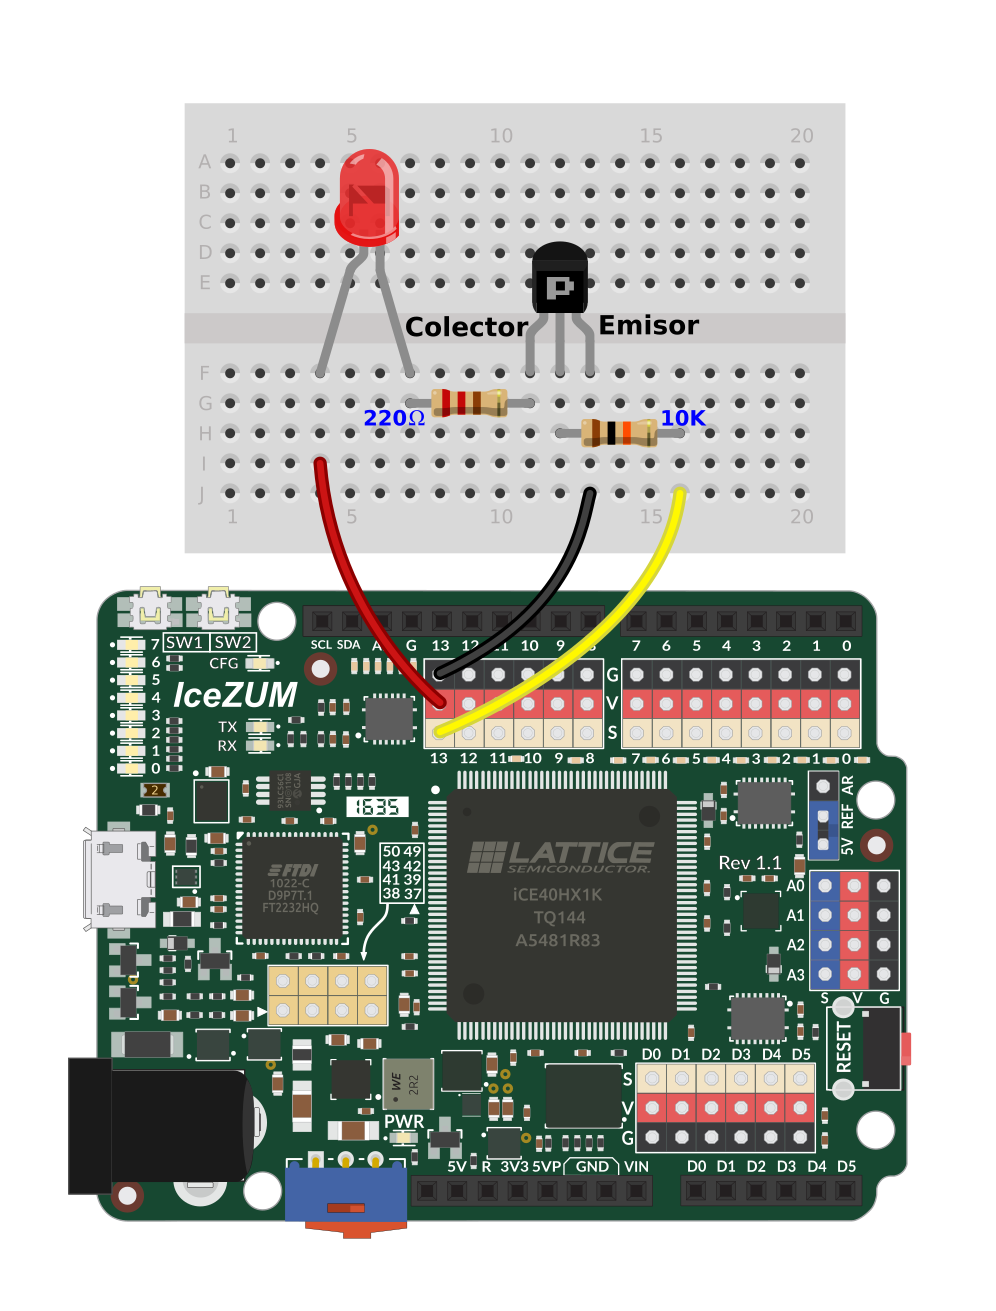 1 5 10 15 20
A
B
C
D
E
Colector Emisor
F
G
220Ω 10K
H
I
J
1 5 10 15 20
SW1 SW2
7
6
5
4
3
2
1
0
CFG
IceZUM
TX
RX
SCL SDA A G 13 12 11 10 9 8 7 6 5 4 3 2 1 0
G
V
S
13 12 11 10 9 8 7 6 5 4 3 2 1 0
2
93LC56CI
SN 1108
GJA
1635
FTDI
1022-C
D9P7T.1
FT2232HQ
50 49
43 42
41 39
38 37
LATTICE
SEMICONDUCTOR.
iCE40HX1K
TQ144
A5481R83
AR
REF
5V
Rev 1.1
A0
A1
A2
A3
S V G
RESET
WE
2R2
PWR
D0 D1 D2 D3 D4 D5
S
V
G
5V R 3V3 5VP GND VIN D0 D1 D2 D3 D4 D5